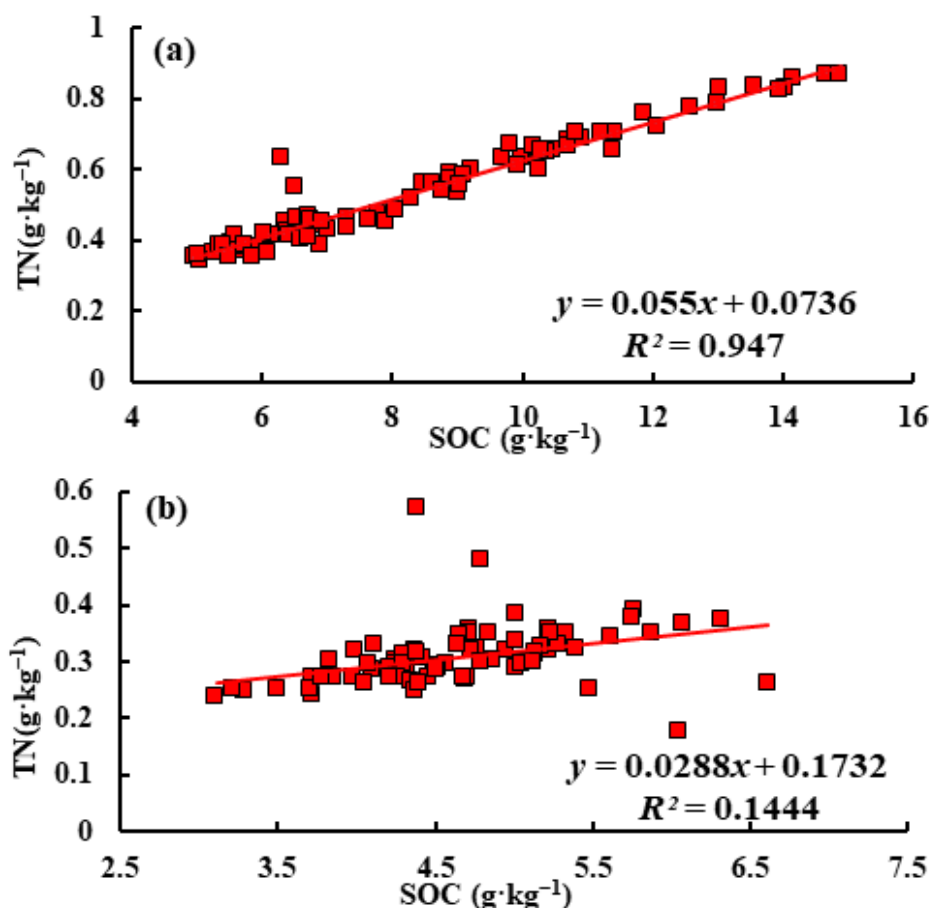 (a)
TN(g·kg⁻¹)
1
0.8
0.6
0.4
0.2
0
y = 0.055x + 0.0736
R² = 0.947
4 6 8 10 12 14 16
SOC (g·kg⁻¹)
(b)
TN(g·kg⁻¹)
0.6
0.5
0.4
0.3
0.2
0.1
0
y = 0.0288x + 0.1732
R² = 0.1444
2.5 3.5 4.5 5.5 6.5 7.5
SOC (g·kg⁻¹)